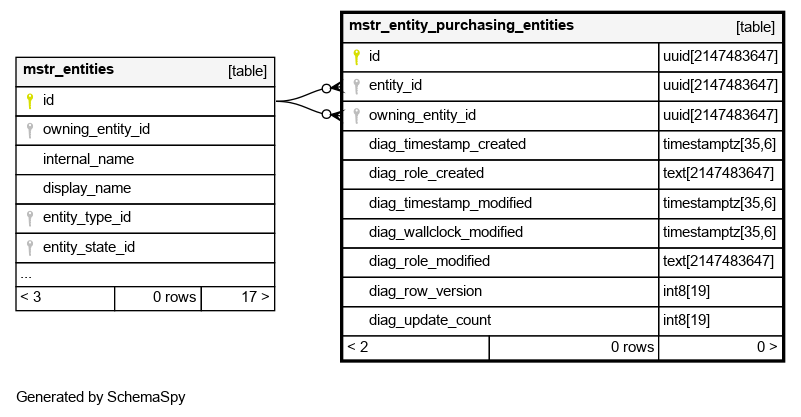 mstr_entities [table]
id
owning_entity_id
internal_name
display_name
entity_type_id
entity_state_id
...
< 3 0 rows 17 >
mstr_entity_purchasing_entities [table]
id uuid[2147483647]
entity_id uuid[2147483647]
owning_entity_id uuid[2147483647]
diag_timestamp_created timestamptz[35,6]
diag_role_created text[2147483647]
diag_timestamp_modified timestamptz[35,6]
diag_wallclock_modified timestamptz[35,6]
diag_role_modified text[2147483647]
diag_row_version int8[19]
diag_update_count int8[19]
< 2 0 rows 0 >
Generated by SchemaSpy